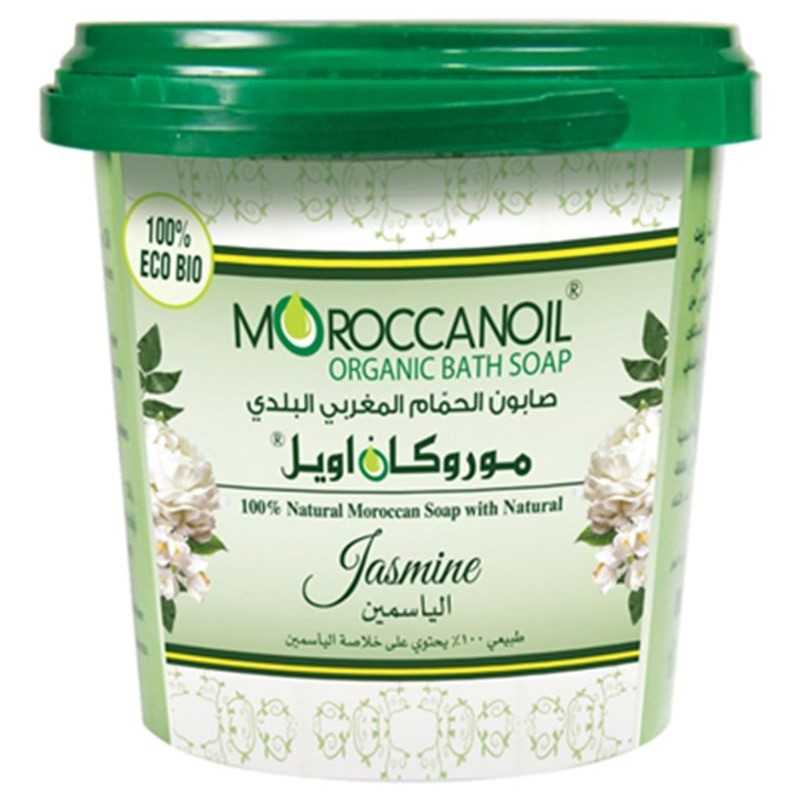 100%
ECO BIO
MOROCCANOIL®
ORGANIC BATH SOAP
صابون الحمّام المغربي البلدي
موروكان اويل®
100% Natural Moroccan Soap with Natural
Jasmine
الياسمين
طبيعي ١٠٠٪ يحتوي على خلاصة الياسمين